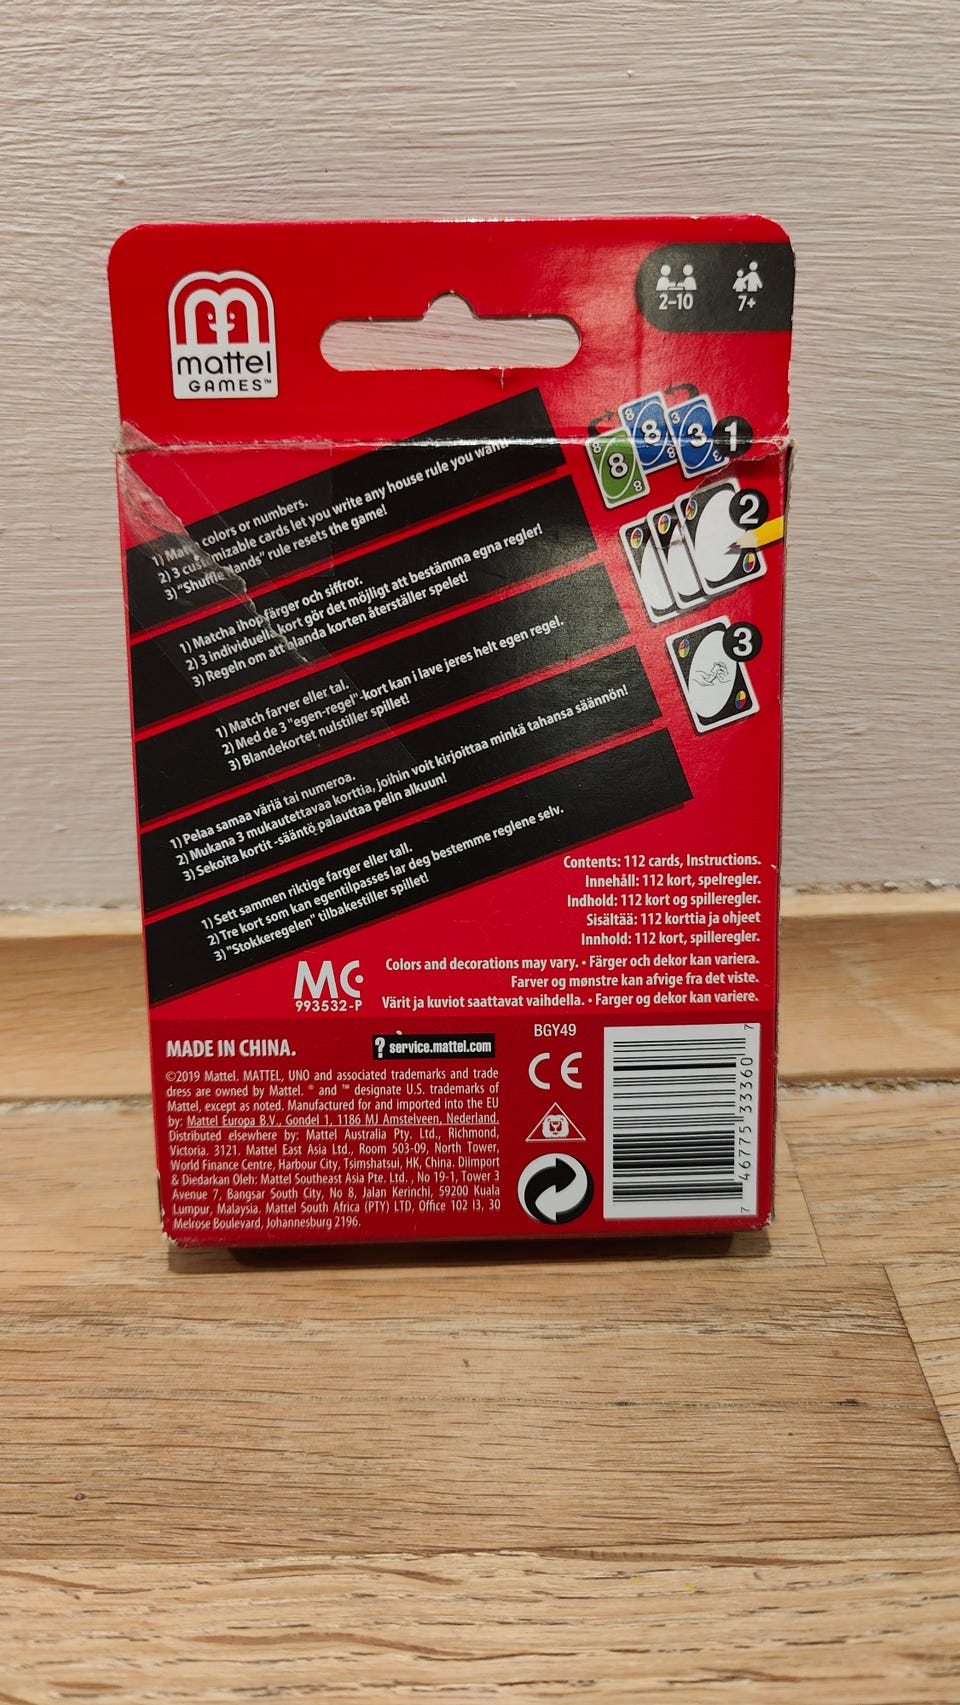 mattel
GAMES™
2-10
7+
8
8
3
1
2
3
1) Match colors or numbers.
2) 3 customizable cards let you write any house rule you want!
3) "Shuffle Hands" rule resets the game!
1) Matcha ihop färger och siffror.
2) 3 individuella kort gör det möjligt att bestämma egna regler!
3) Regeln om att blanda korten återställer spelet!
1) Match farver eller tal.
2) Med de 3 "egen-regel"-kort kan i lave jeres helt egen regel.
3) Blandekortet nulstiller spillet!
1) Pelaa samaa väriä tai numeroa.
2) Mukana 3 mukautettavaa korttia, joihin voit kirjoittaa minkä tahansa säännön!
3) Sekoita kortit -sääntö palauttaa pelin alkuun!
1) Sett sammen riktige farger eller tall.
2) Tre kort som kan egentilpasses lar deg bestemme reglene selv.
3) "Stokkeregelen" tilbakestiller spillet!
Contents: 112 cards, Instructions.
Innehåll: 112 kort, spelregler.
Indhold: 112 kort og spilleregler.
Sisältää: 112 korttia ja ohjeet
Innhold: 112 kort, spilleregler.
Colors and decorations may vary. • Färger och dekor kan variera.
Farver og mønstre kan afvige fra det viste.
Värit ja kuviot saattavat vaihdella. • Farger og dekor kan variere.
MC
993532-P
MADE IN CHINA.
? service.mattel.com
©2019 Mattel. MATTEL, UNO and associated trademarks and trade
dress are owned by Mattel. ® and ™ designate U.S. trademarks of
Mattel, except as noted. Manufactured for and imported into the EU
by: Mattel Europa B.V., Gondel 1, 1186 MJ Amstelveen, Nederland.
Distributed elsewhere by: Mattel Australia Pty. Ltd., Richmond,
Victoria. 3121. Mattel East Asia Ltd., Room 503-09, North Tower,
World Finance Centre, Harbour City, Tsimshatsui, HK, China. Diimport
& Diedarkan Oleh: Mattel Southeast Asia Pte. Ltd. , No 19-1, Tower 3
Avenue 7, Bangsar South City, No 8, Jalan Kerinchi, 59200 Kuala
Lumpur, Malaysia. Mattel South Africa (PTY) LTD, Office 102 I3, 30
Melrose Boulevard, Johannesburg 2196.
BGY49
CE
7 46775 33360 7